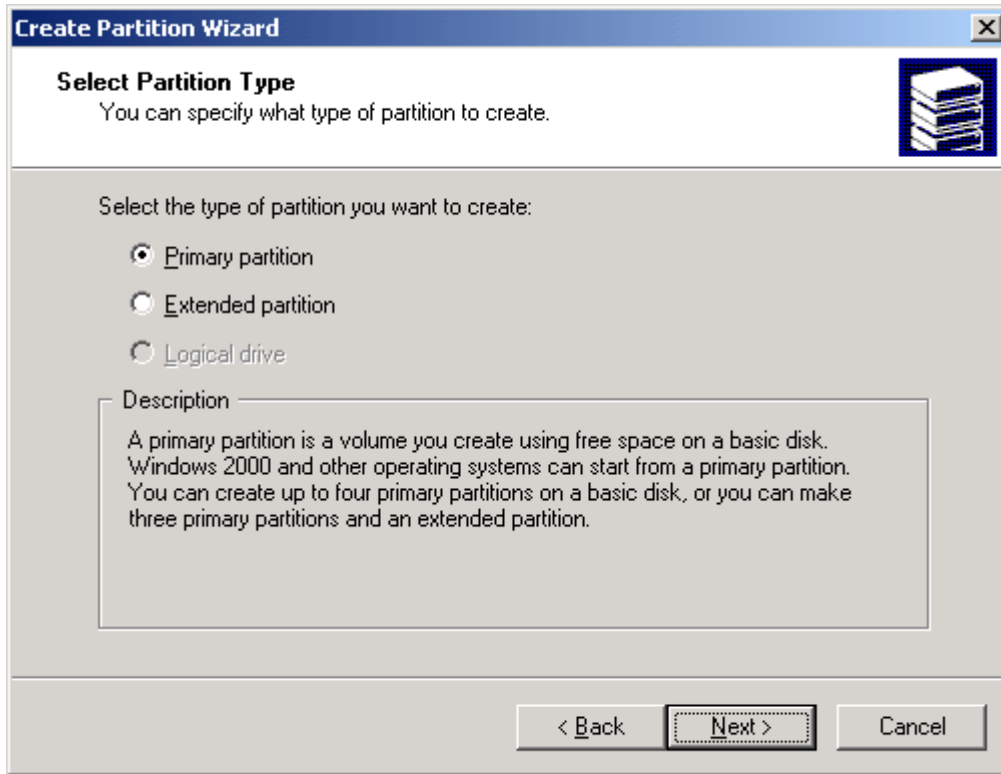 Create Partition Wizard
Select Partition Type
You can specify what type of partition to create.
Select the type of partition you want to create:
Primary partition
Extended partition
Logical drive
Description
A primary partition is a volume you create using free space on a basic disk.
Windows 2000 and other operating systems can start from a primary partition.
You can create up to four primary partitions on a basic disk, or you can make
three primary partitions and an extended partition.
< Back
Next >
Cancel